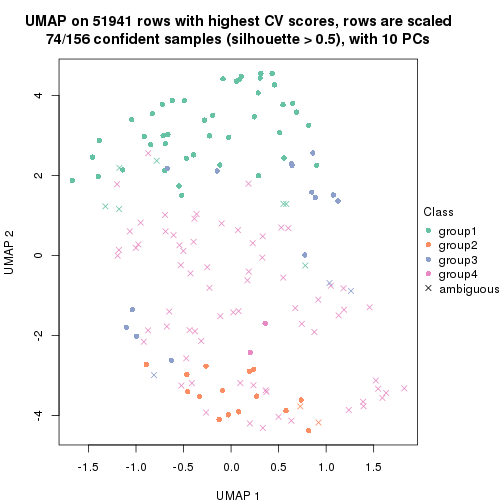 UMAP on 51941 rows with highest CV scores, rows are scaled
74/156 confident samples (silhouette > 0.5), with 10 PCs
4
2
0
-2
-4
UMAP 2
-1.5 -1.0 -0.5 0.0 0.5 1.0 1.5
UMAP 1
Class
group1
group2
group3
group4
ambiguous